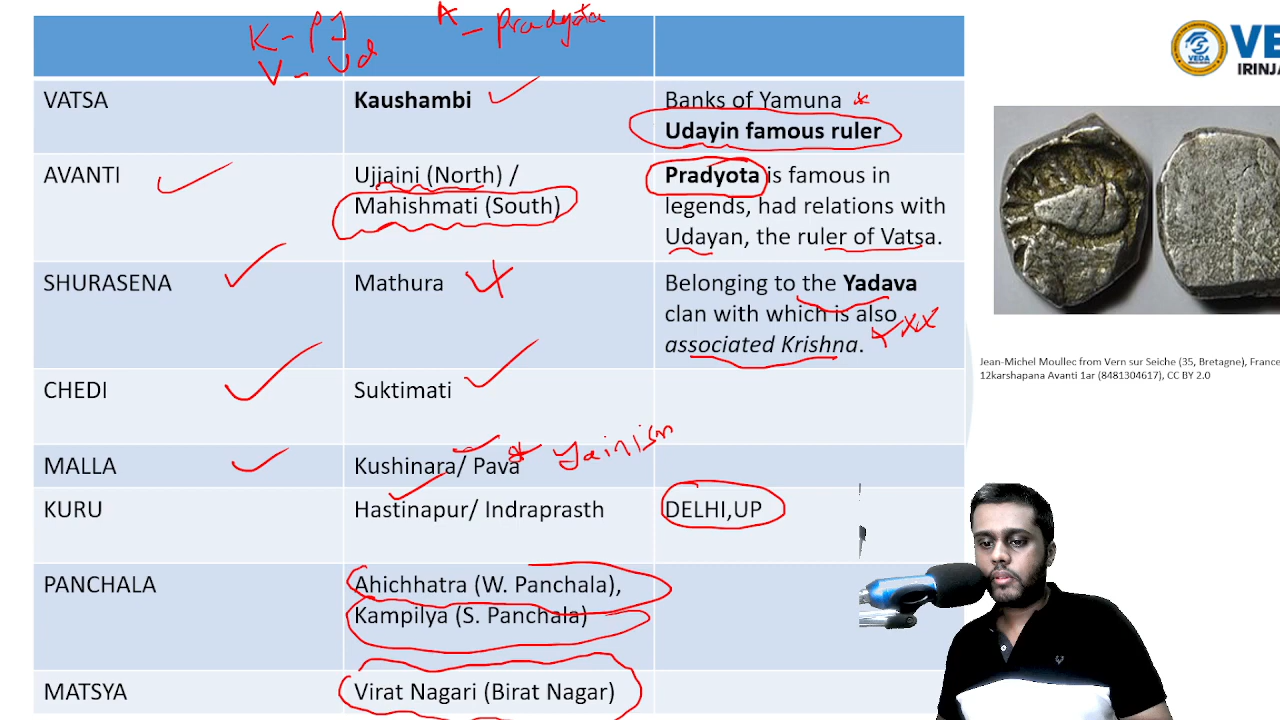 K - PJ
A - Pradyota
V - Ud
VE
VEDA
IRINJA
VATSA
Kaushambi
Banks of Yamuna
Udayin famous ruler
AVANTI
Ujjaini (North) /
Mahishmati (South)
Pradyota is famous in
legends, had relations with
Udayan, the ruler of Vatsa.
SHURASENA
Mathura
Belonging to the Yadava
clan with which is also
associated Krishna.
Jean-Michel Moullec from Vern sur Seiche (35, Bretagne), France
12karshapana Avanti 1ar (8481304617), CC BY 2.0
CHEDI
Suktimati
MALLA
Kushinara/ Pava
Jainism
KURU
Hastinapur/ Indraprasth
DELHI,UP
PANCHALA
Ahichhatra (W. Panchala),
Kampilya (S. Panchala)
MATSYA
Virat Nagari (Birat Nagar)